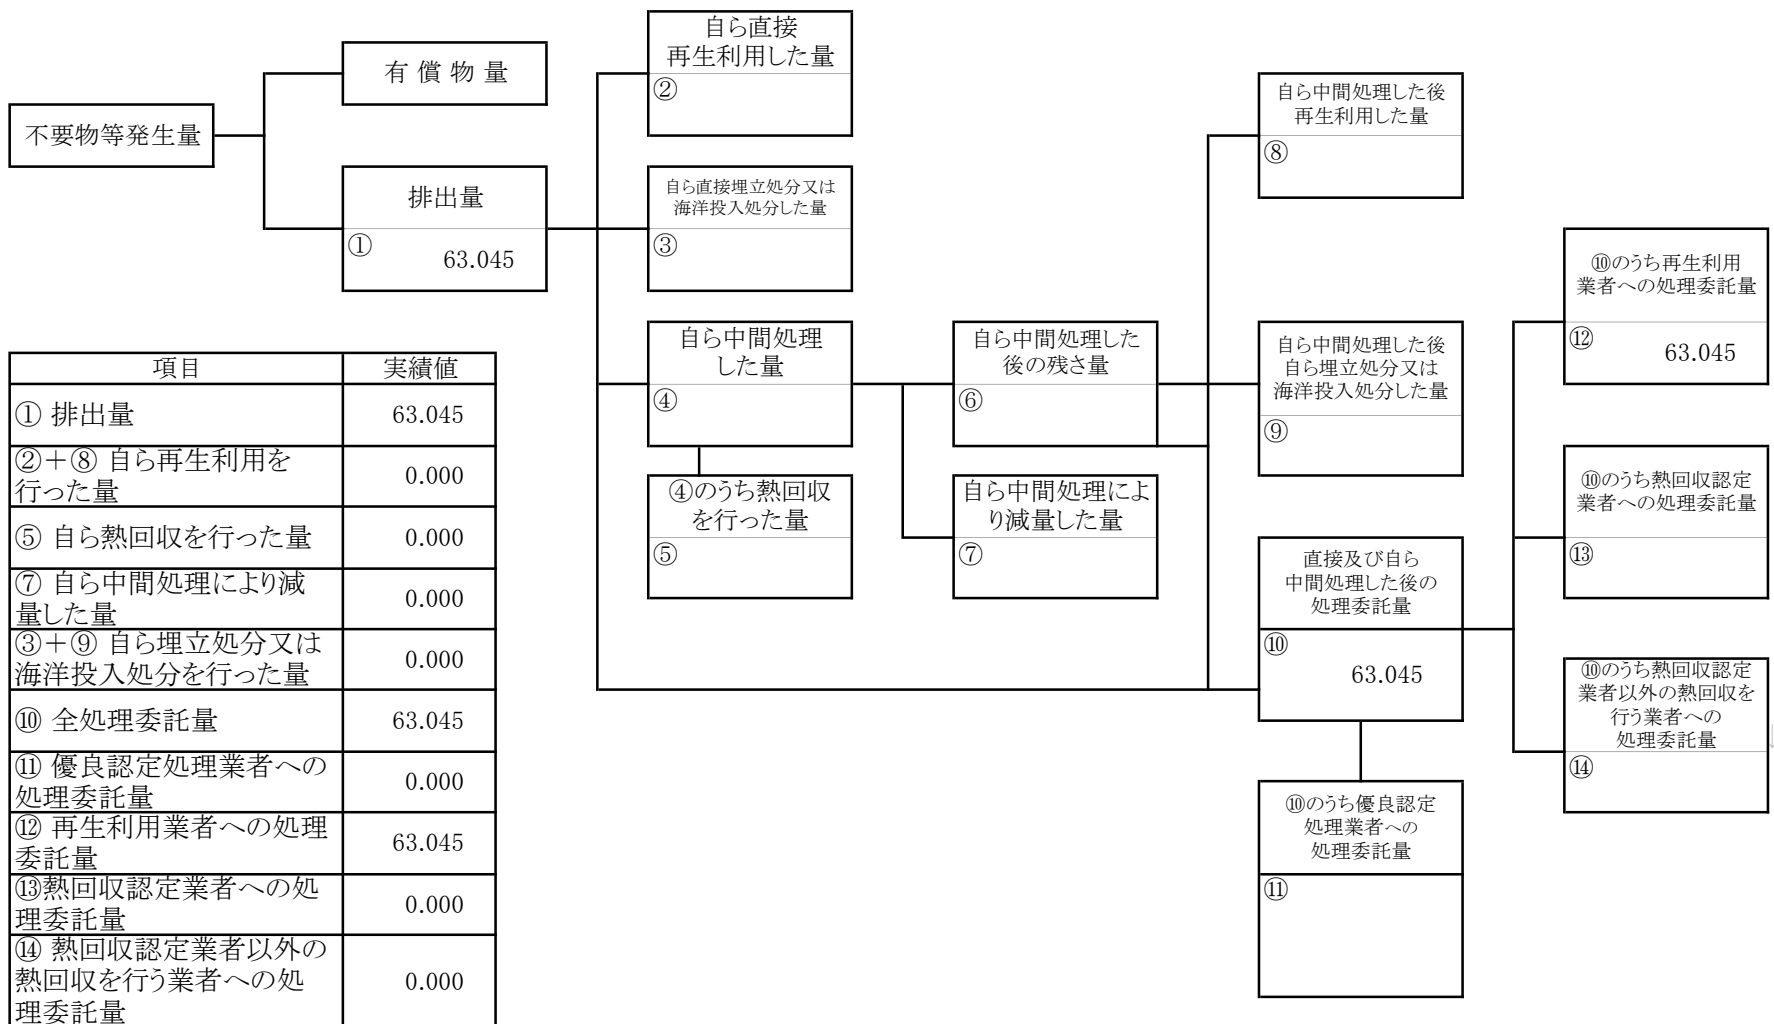 不要物等発生量
有 償 物 量
排出量
①
63.045
自ら直接
再生利用した量
②
自ら直接埋立処分又は
海洋投入処分した量
③
自ら中間処理
した量
④
④のうち熱回収
を行った量
⑤
自ら中間処理した
後の残さ量
⑥
自ら中間処理によ
り減量した量
⑦
自ら中間処理した後
再生利用した量
⑧
自ら中間処理した後
自ら埋立処分又は
海洋投入処分した量
⑨
直接及び自ら
中間処理した後の
処理委託量
⑩
63.045
⑩のうち優良認定
処理業者への
処理委託量
⑪
⑩のうち再生利用
業者への処理委託量
⑫
63.045
⑩のうち熱回収認定
業者への処理委託量
⑬
⑩のうち熱回収認定
業者以外の熱回収を
行う業者への
処理委託量
⑭
項目 実績値
① 排出量 63.045
②＋⑧ 自ら再生利用を
行った量 0.000
⑤ 自ら熱回収を行った量 0.000
⑦ 自ら中間処理により減
量した量 0.000
③＋⑨ 自ら埋立処分又は
海洋投入処分を行った量 0.000
⑩ 全処理委託量 63.045
⑪ 優良認定処理業者への
処理委託量 0.000
⑫ 再生利用業者への処理
委託量 63.045
⑬熱回収認定業者への処
理委託量 0.000
⑭ 熱回収認定業者以外の
熱回収を行う業者への処
理委託量 0.000